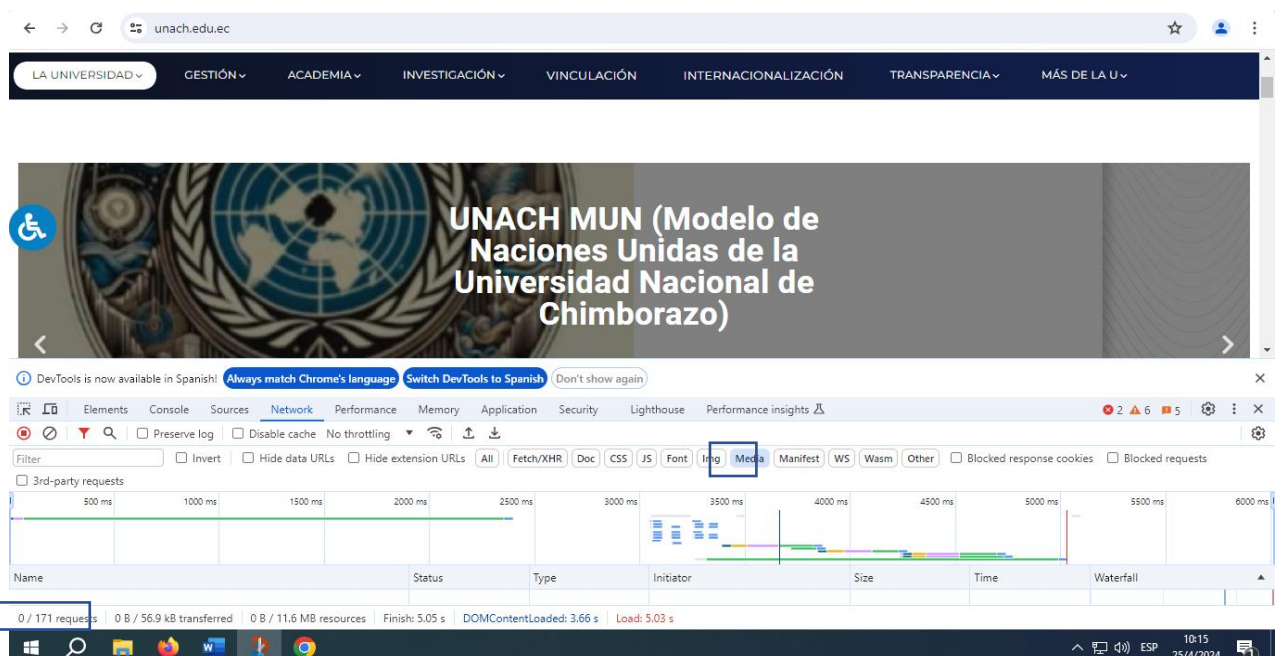 unach.edu.ec
LA UNIVERSIDAD GESTIÓN ACADEMIA INVESTIGACIÓN VINCULACIÓN INTERNACIONALIZACIÓN TRANSPARENCIA MÁS DE LA U
UNACH MUN (Modelo de
Naciones Unidas de la
Universidad Nacional de
Chimborazo)
DevTools is now available in Spanish! Always match Chrome's language Switch DevTools to Spanish Don't show again
Elements Console Sources Network Performance Memory Application Security Lighthouse Performance insights 2 6 5
Preserve log Disable cache No throttling
Filter Invert Hide data URLs Hide extension URLs All Fetch/XHR Doc CSS JS Font Img Media Manifest WS Wasm Other Blocked response cookies Blocked requests
3rd-party requests
500 ms 1000 ms 1500 ms 2000 ms 2500 ms 3000 ms 3500 ms 4000 ms 4500 ms 5000 ms 5500 ms 6000 ms
Name Status Type Initiator Size Time Waterfall
0 / 171 requests 0 B / 56.9 kB transferred 0 B / 11.6 MB resources Finish: 5.05 s DOMContentLoaded: 3.66 s Load: 5.03 s
ESP 10:15
25/4/2024